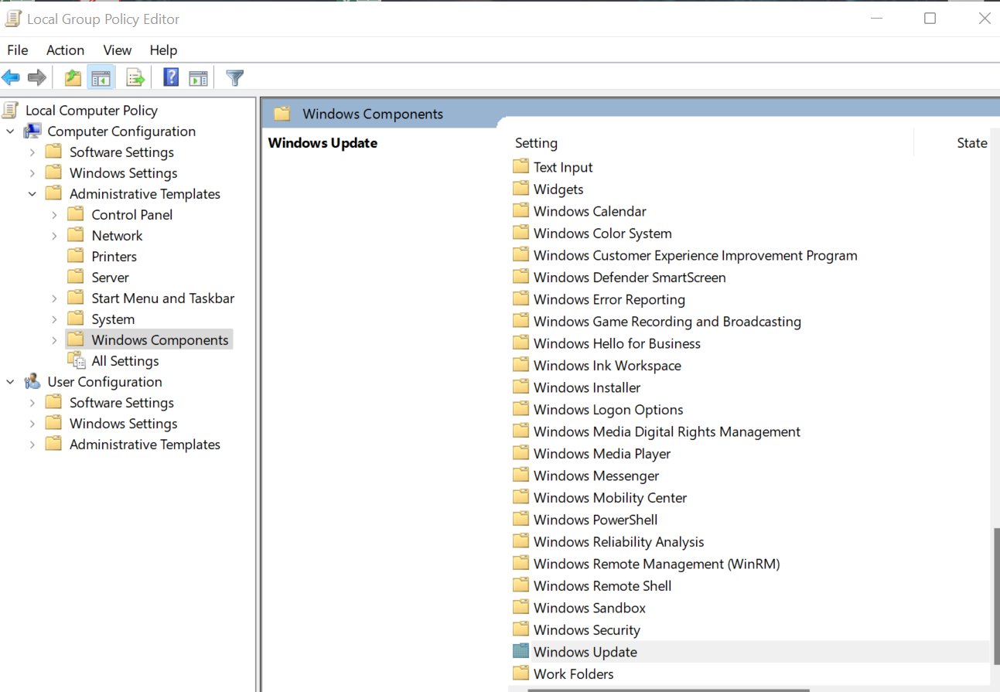 Local Group Policy Editor
File Action View Help
Local Computer Policy
Computer Configuration
Software Settings
Windows Settings
Administrative Templates
Control Panel
Network
Printers
Server
Start Menu and Taskbar
System
Windows Components
All Settings
User Configuration
Software Settings
Windows Settings
Administrative Templates
Windows Components
Windows Update
Setting State
Text Input
Widgets
Windows Calendar
Windows Color System
Windows Customer Experience Improvement Program
Windows Defender SmartScreen
Windows Error Reporting
Windows Game Recording and Broadcasting
Windows Hello for Business
Windows Ink Workspace
Windows Installer
Windows Logon Options
Windows Media Digital Rights Management
Windows Media Player
Windows Messenger
Windows Mobility Center
Windows PowerShell
Windows Reliability Analysis
Windows Remote Management (WinRM)
Windows Remote Shell
Windows Sandbox
Windows Security
Windows Update
Work Folders